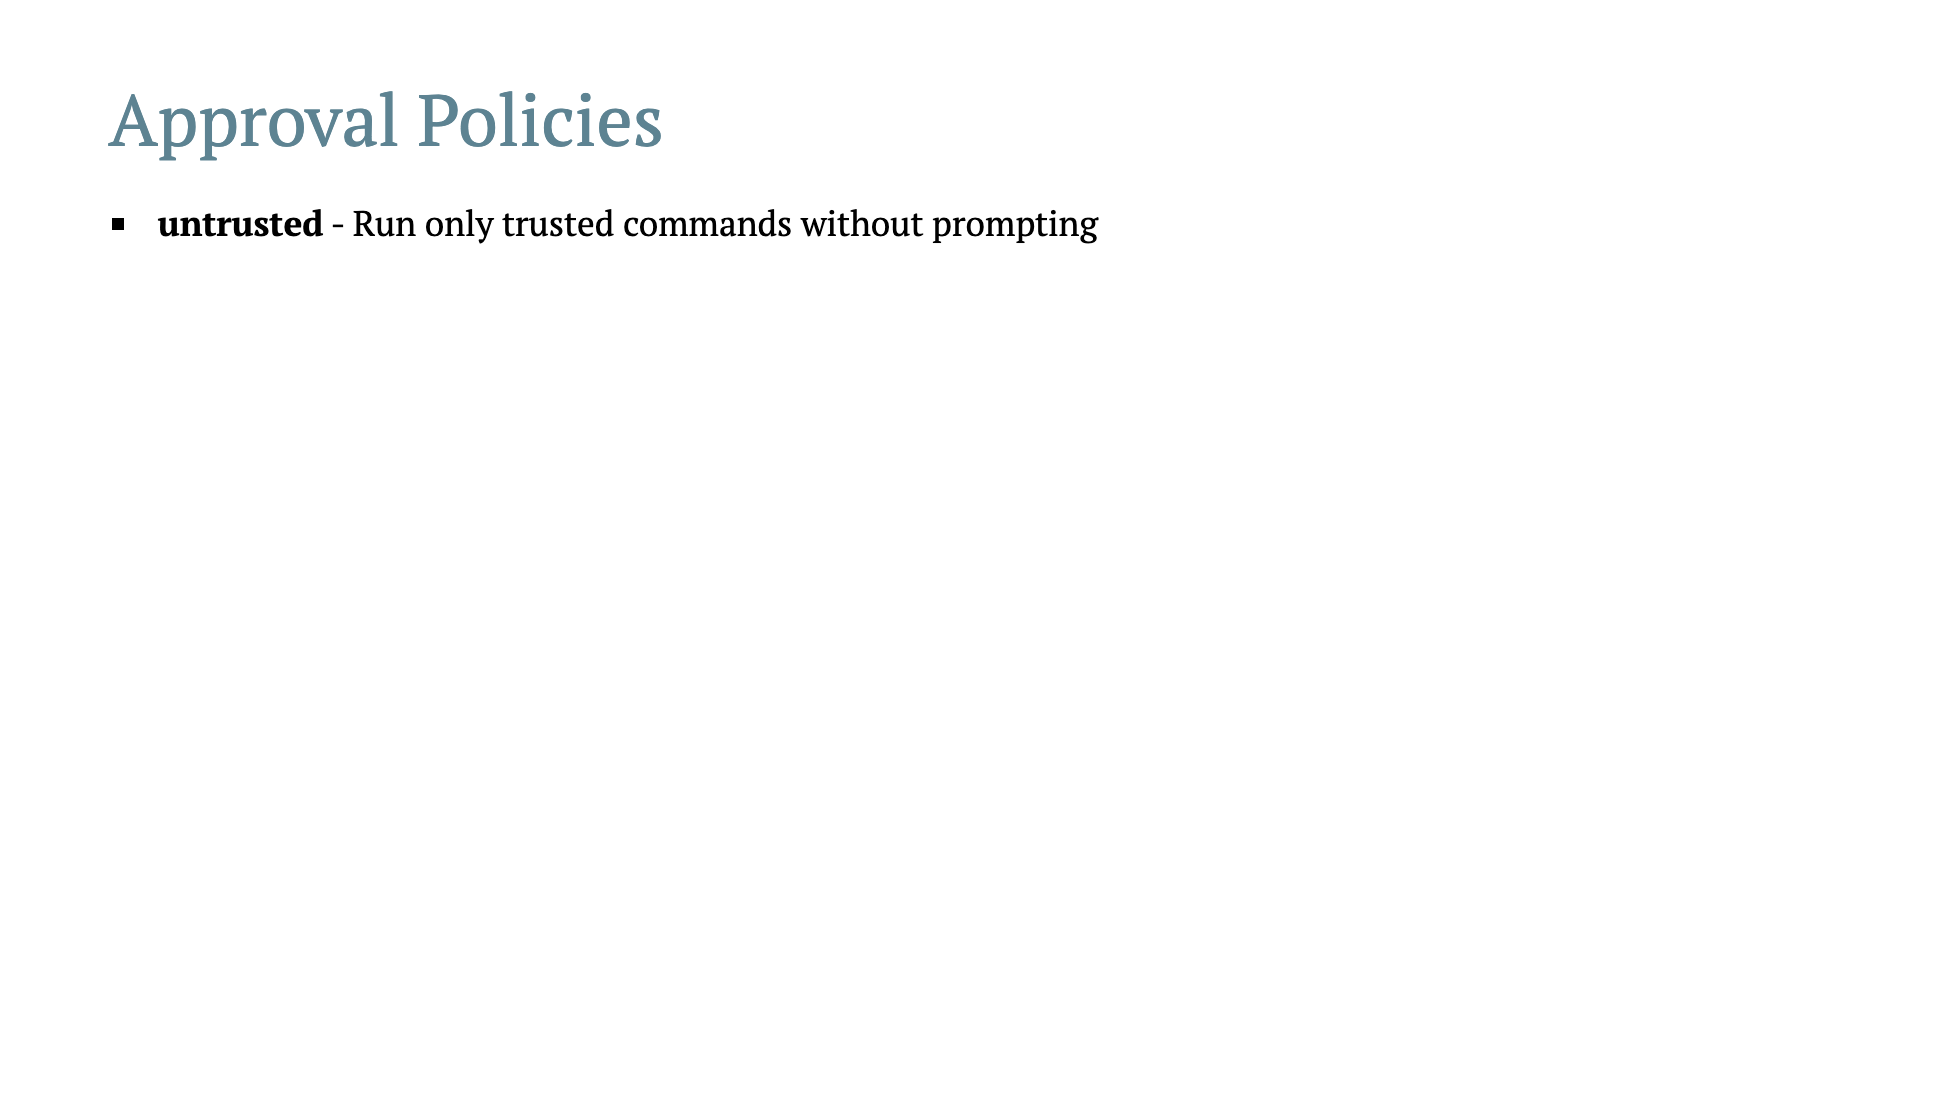 Approval Policies
▪ untrusted - Run only trusted commands without prompting